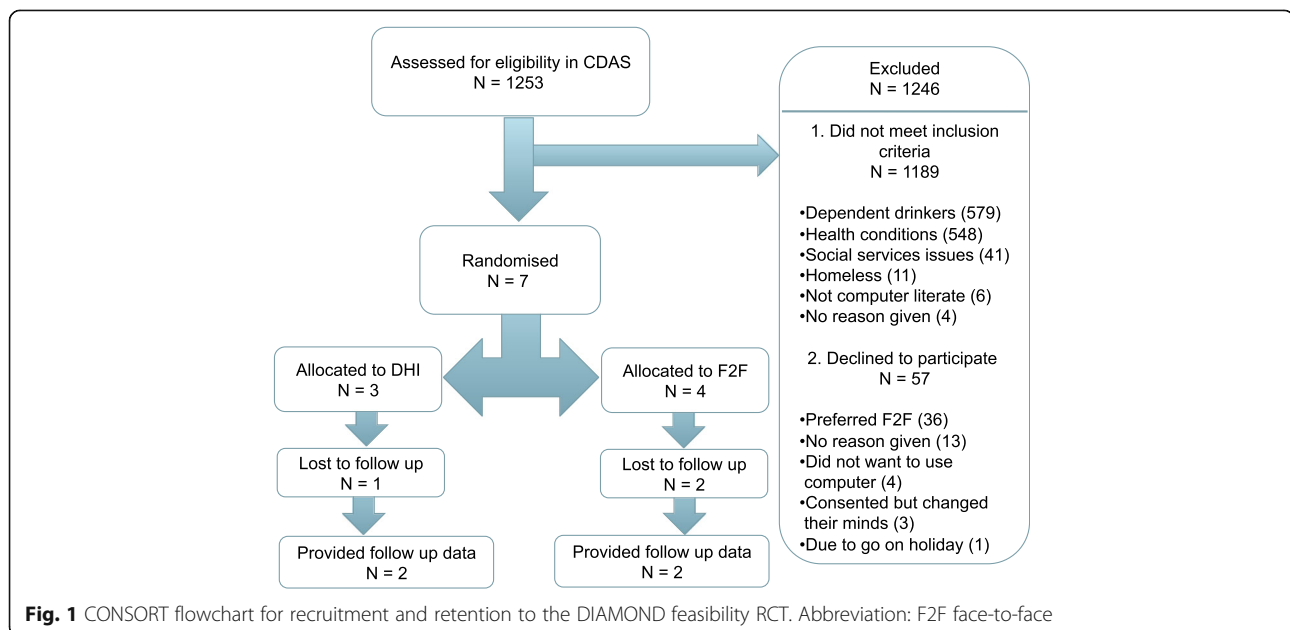 Assessed for eligibility in CDAS
N = 1253
Excluded
N = 1246
1. Did not meet inclusion
criteria
N = 1189
•Dependent drinkers (579)
•Health conditions (548)
•Social services issues (41)
•Homeless (11)
•Not computer literate (6)
•No reason given (4)
2. Declined to participate
N = 57
•Preferred F2F (36)
•No reason given (13)
•Did not want to use
computer (4)
•Consented but changed
their minds (3)
•Due to go on holiday (1)
Randomised
N = 7
Allocated to DHI
N = 3
Lost to follow up
N = 1
Provided follow up data
N = 2
Allocated to F2F
N = 4
Lost to follow up
N = 2
Provided follow up data
N = 2
Fig. 1 CONSORT flowchart for recruitment and retention to the DIAMOND feasibility RCT. Abbreviation: F2F face-to-face